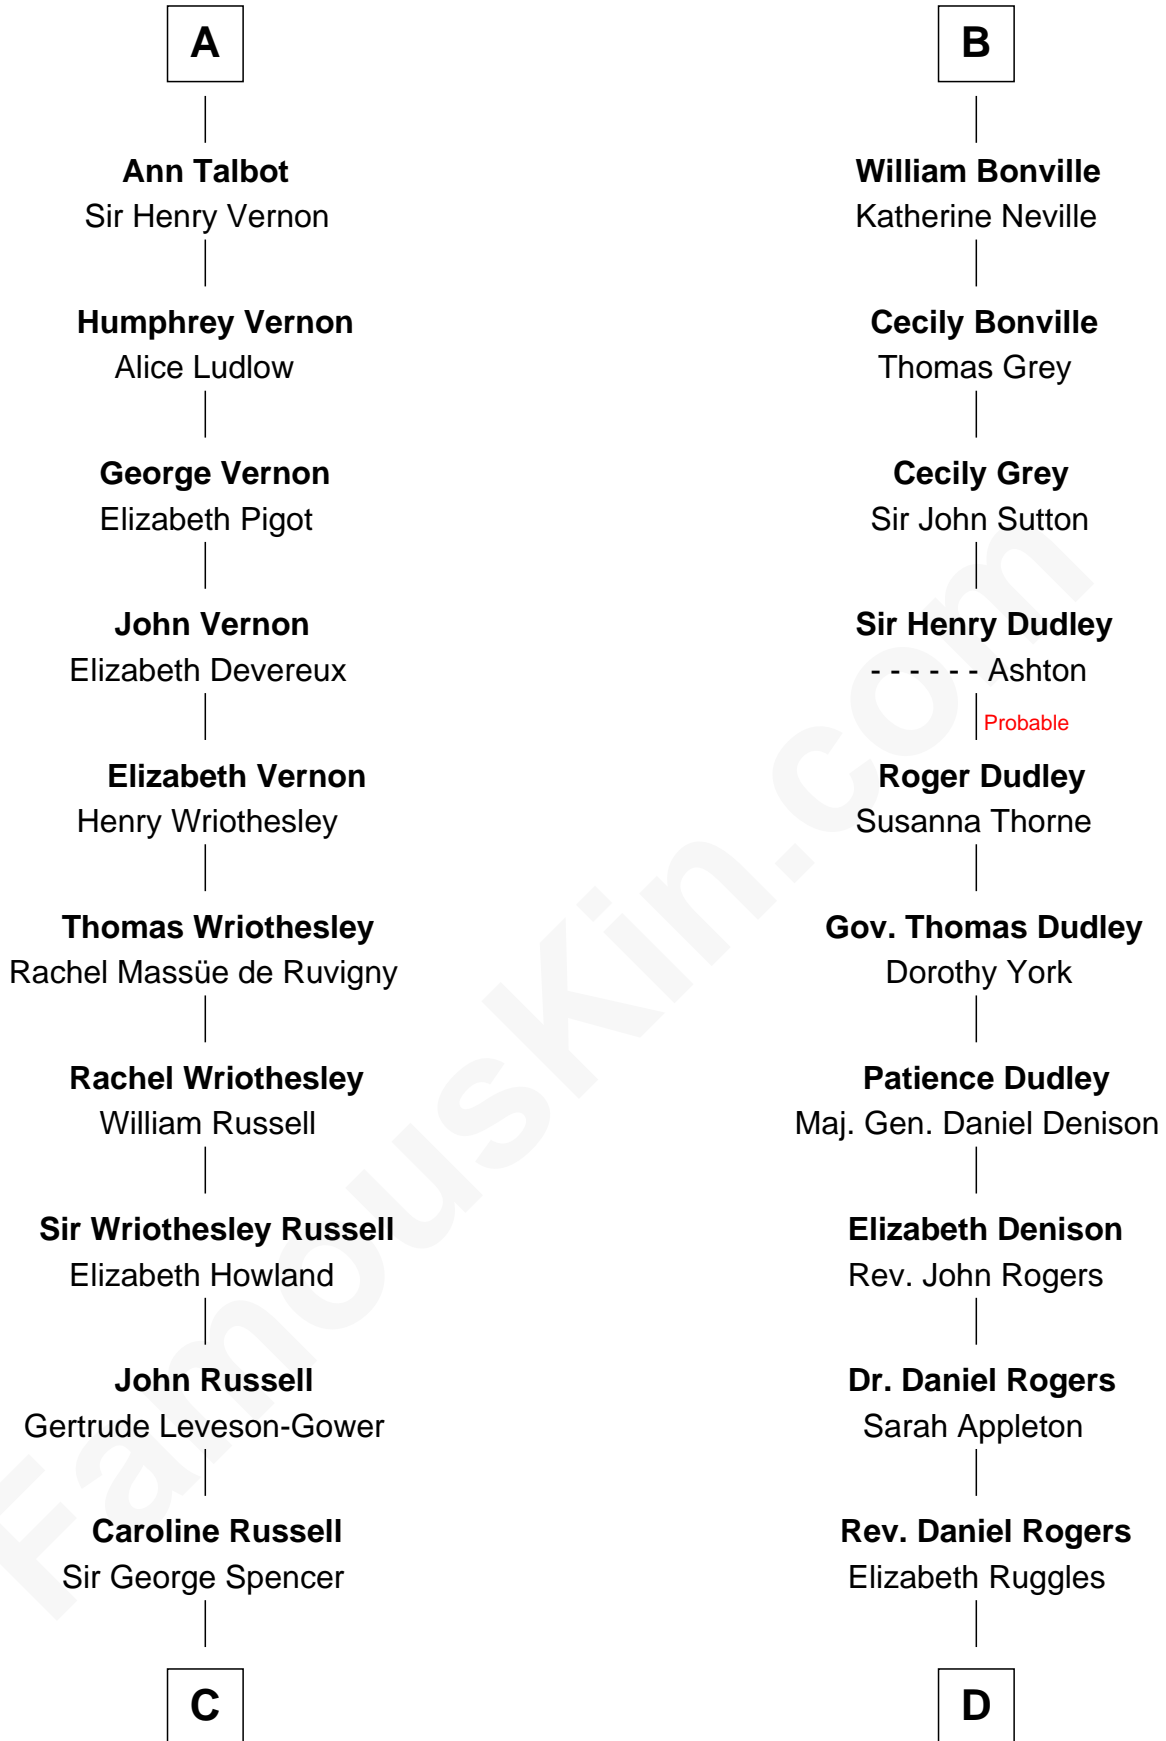 A
Ann Talbot
Sir Henry Vernon
Humphrey Vernon
Alice Ludlow
George Vernon
Elizabeth Pigot
John Vernon
Elizabeth Devereux
Elizabeth Vernon
Henry Wriothesley
Thomas Wriothesley
Rachel Massüe de Ruvigny
Rachel Wriothesley
William Russell
Sir Wriothesley Russell
Elizabeth Howland
John Russell
Gertrude Leveson-Gower
Caroline Russell
Sir George Spencer
C
B
William Bonville
Katherine Neville
Cecily Bonville
Thomas Grey
Cecily Grey
Sir John Sutton
Sir Henry Dudley
- - - - - - Ashton
Probable
Roger Dudley
Susanna Thorne
Gov. Thomas Dudley
Dorothy York
Patience Dudley
Maj. Gen. Daniel Denison
Elizabeth Denison
Rev. John Rogers
Dr. Daniel Rogers
Sarah Appleton
Rev. Daniel Rogers
Elizabeth Ruggles
D
FamousKin.com